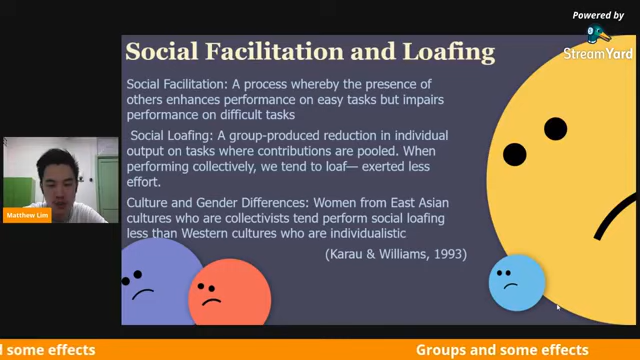 Powered by
StreamYard
Social Facilitation and Loafing
Social Facilitation: A process whereby the presence of
others enhances performance on easy tasks but impairs
performance on difficult tasks
Social Loafing: A group-produced reduction in individual
output on tasks where contributions are pooled. When
performing collectively, we tend to loaf— exerted less
effort.
Culture and Gender Differences: Women from East Asian
cultures who are collectivists tend perform social loafing
less than Western cultures who are individualistic
(Karau & Williams, 1993)
Matthew Lim
d some effects
Groups and some effects